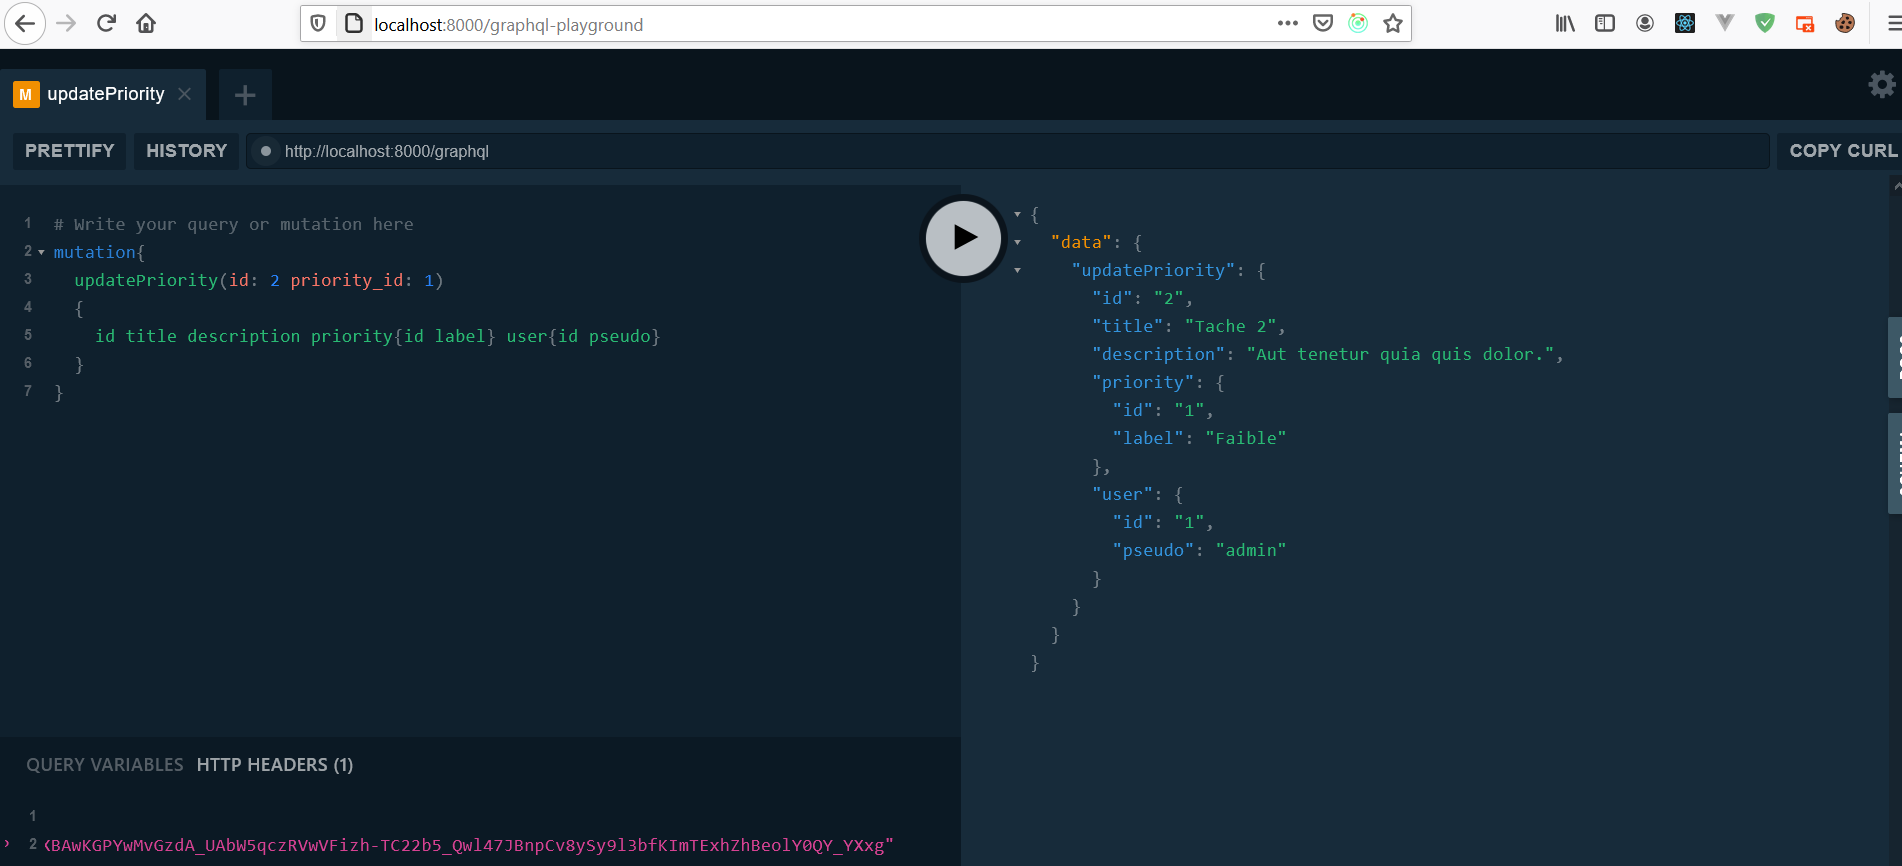 localhost:8000/graphql-playground
M updatePriority
PRETTIFY HISTORY http://localhost:8000/graphql COPY CURL
1 # Write your query or mutation here
2 mutation{
3 updatePriority(id: 2 priority_id: 1)
4 {
5 id title description priority{id label} user{id pseudo}
6 }
7 }
{
"data": {
"updatePriority": {
"id": "2",
"title": "Tache 2",
"description": "Aut tenetur quia quis dolor.",
"priority": {
"id": "1",
"label": "Faible"
},
"user": {
"id": "1",
"pseudo": "admin"
}
}
}
}
QUERY VARIABLES HTTP HEADERS (1)
1
2 BAwKGPYwMvGzdA_UAbW5qczRVwVFizh-TC22b5_Qwl47JBnpCv8ySy9l3bfKImTExhZhBeolY0QY_YXxg"